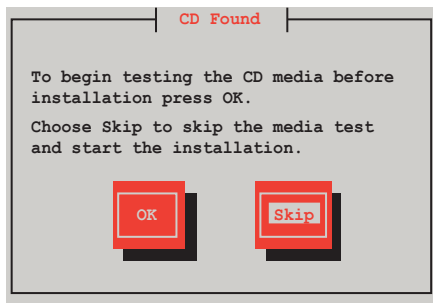 CD Found
To begin testing the CD media before
installation press OK.
Choose Skip to skip the media test
and start the installation.
OK
Skip